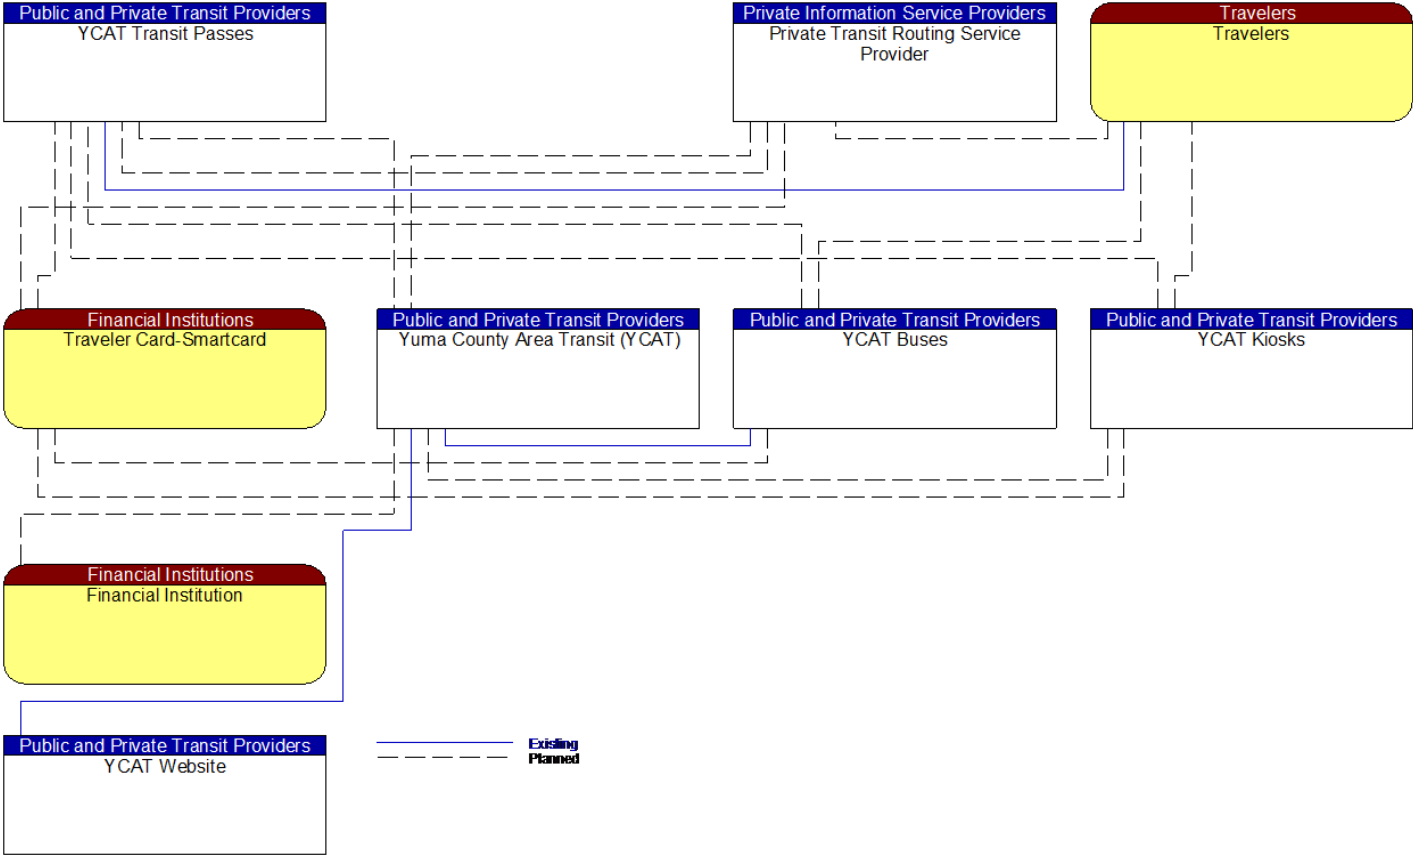 Public and Private Transit Providers
YCAT Transit Passes
Private Information Service Providers
Private Transit Routing Service
Provider
Travelers
Travelers
Financial Institutions
Traveler Card-Smartcard
Public and Private Transit Providers
Yuma County Area Transit (YCAT)
Public and Private Transit Providers
YCAT Buses
Public and Private Transit Providers
YCAT Kiosks
Financial Institutions
Financial Institution
Public and Private Transit Providers
YCAT Website
Existing
Planned